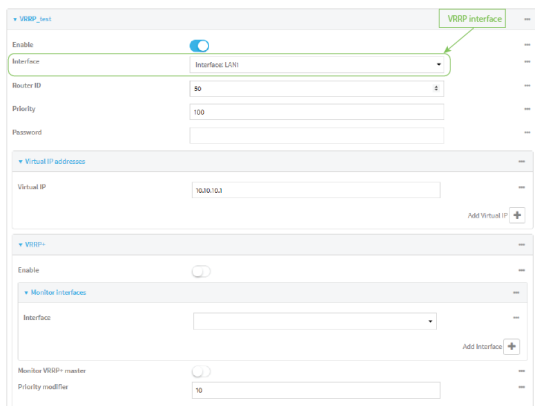 VRRP_test
VRRP interface
Enable
Interface
Interface: LAN1
Router ID
50
Priority
100
Password
Virtual IP addresses
Virtual IP
10.10.10.1
Add Virtual IP
VRRP+
Enable
Monitor Interfaces
Interface
Add Interface
Monitor VRRP+ master
Priority modifier
10